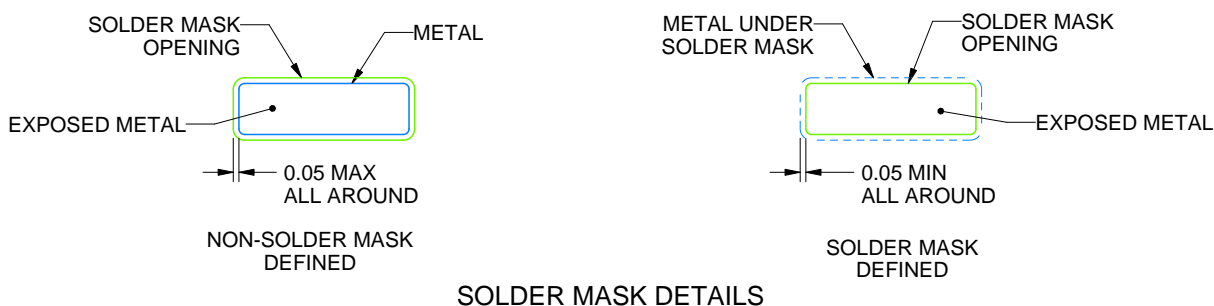 SOLDER MASK
OPENING
METAL
EXPOSED METAL
0.05 MAX
ALL AROUND
NON-SOLDER MASK
DEFINED
METAL UNDER
SOLDER MASK
SOLDER MASK
OPENING
EXPOSED METAL
0.05 MIN
ALL AROUND
SOLDER MASK
DEFINED
SOLDER MASK DETAILS